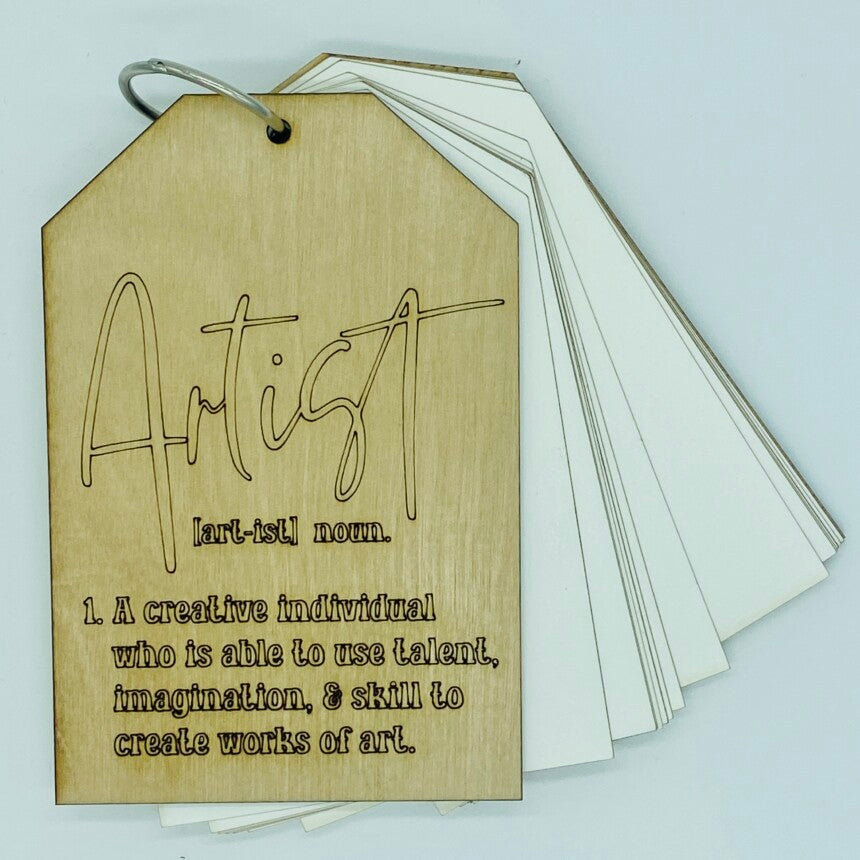 Artist
[art-ist] noun.
1. A creative individual
who is able to use talent,
imagination, & skill to
create works of art.